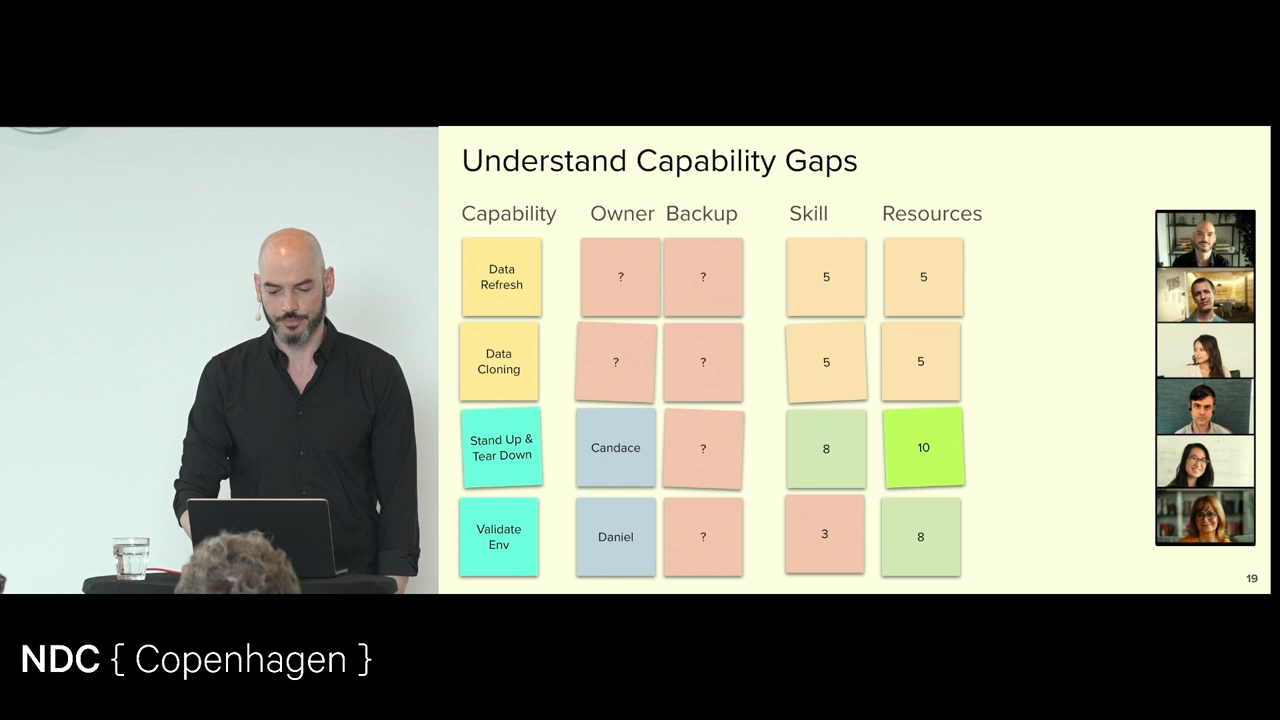 Understand Capability Gaps
Capability Owner Backup Skill Resources
Data
Refresh
? ? 5 5
Data
Cloning
? ? 5 5
Stand Up &
Tear Down
Candace ? 8 10
Validate
Env
Daniel ? 3 8
19
NDC { Copenhagen }